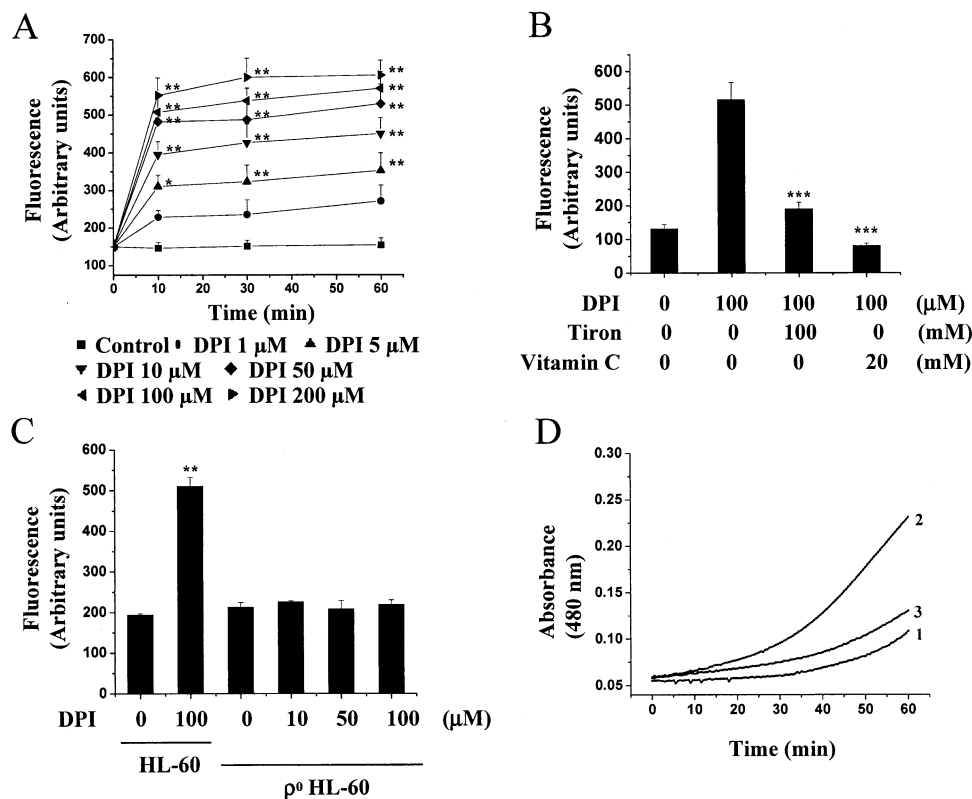 A
700
600
500
400
300
200
100
Fluorescence
(Arbitrary units)
**
**
**
**
**
**
**
**
**
**
**
**
*
**
**
0 10 20 30 40 50 60
Time (min)
Control DPI 1 µM DPI 5 µM
DPI 10 µM DPI 50 µM
DPI 100 µM DPI 200 µM
B
600
500
400
300
200
100
0
Fluorescence
(Arbitrary units)
***
***
DPI 0 100 100 100 (µM)
Tiron 0 0 100 0 (mM)
Vitamin C 0 0 0 20 (mM)
C
600
500
400
300
200
100
0
Fluorescence
(Arbitrary units)
**
DPI 0 100 0 10 50 100 (µM)
HL-60
ρ⁰ HL-60
D
0.30
0.25
0.20
0.15
0.10
0.05
Absorbance
(480 nm)
2
3
1
0 10 20 30 40 50 60
Time (min)